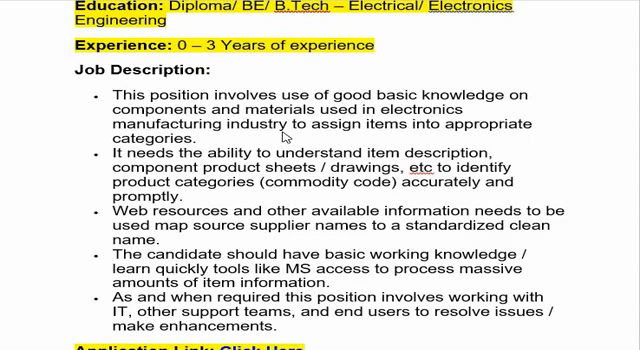 Education: Diploma/ BE/ B.Tech – Electrical/ Electronics
Engineering
Experience: 0 – 3 Years of experience
Job Description:
• This position involves use of good basic knowledge on
components and materials used in electronics
manufacturing industry to assign items into appropriate
categories.
• It needs the ability to understand item description,
component product sheets / drawings, etc to identify
product categories (commodity code) accurately and
promptly.
• Web resources and other available information needs to be
used map source supplier names to a standardized clean
name.
• The candidate should have basic working knowledge /
learn quickly tools like MS access to process massive
amounts of item information.
• As and when required this position involves working with
IT, other support teams, and end users to resolve issues /
make enhancements.
Application Link: Click Here